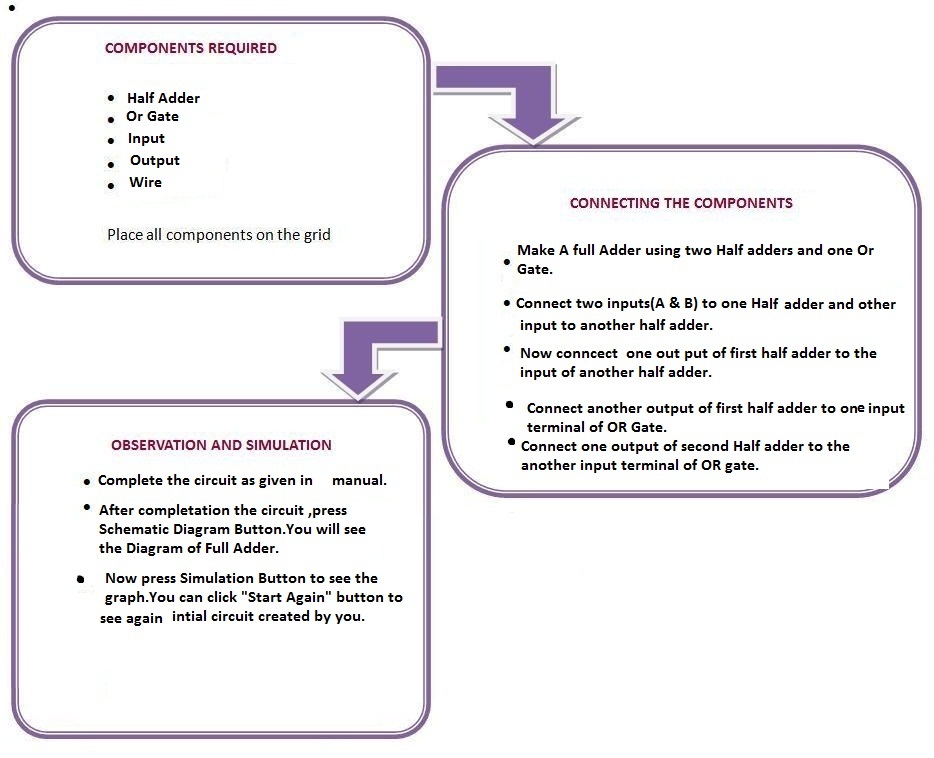 COMPONENTS REQUIRED
• Half Adder
• Or Gate
• Input
• Output
• Wire
Place all components on the grid
CONNECTING THE COMPONENTS
• Make A full Adder using two Half adders and one Or
Gate.
• Connect two inputs(A & B) to one Half adder and other
input to another half adder.
• Now conncect one out put of first half adder to the
input of another half adder.
• Connect another output of first half adder to one input
terminal of OR Gate.
• Connect one output of second Half adder to the
another input terminal of OR gate.
OBSERVATION AND SIMULATION
• Complete the circuit as given in manual.
• After completation the circuit ,press
Schematic Diagram Button.You will see
the Diagram of Full Adder.
• Now press Simulation Button to see the
graph.You can click "Start Again" button to
see again intial circuit created by you.